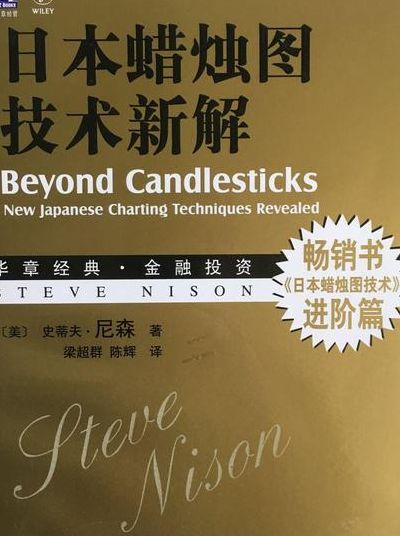 WILEY
日本蜡烛图
技术新解
Beyond Candlesticks
New Japanese Charting Techniques Revealed
华章经典·金融投资
STEVE NISON
畅销书
《日本蜡烛图技术》
进阶篇
〔美〕 史蒂夫·尼森 著
梁超群 陈辉 译
Steve
Nison